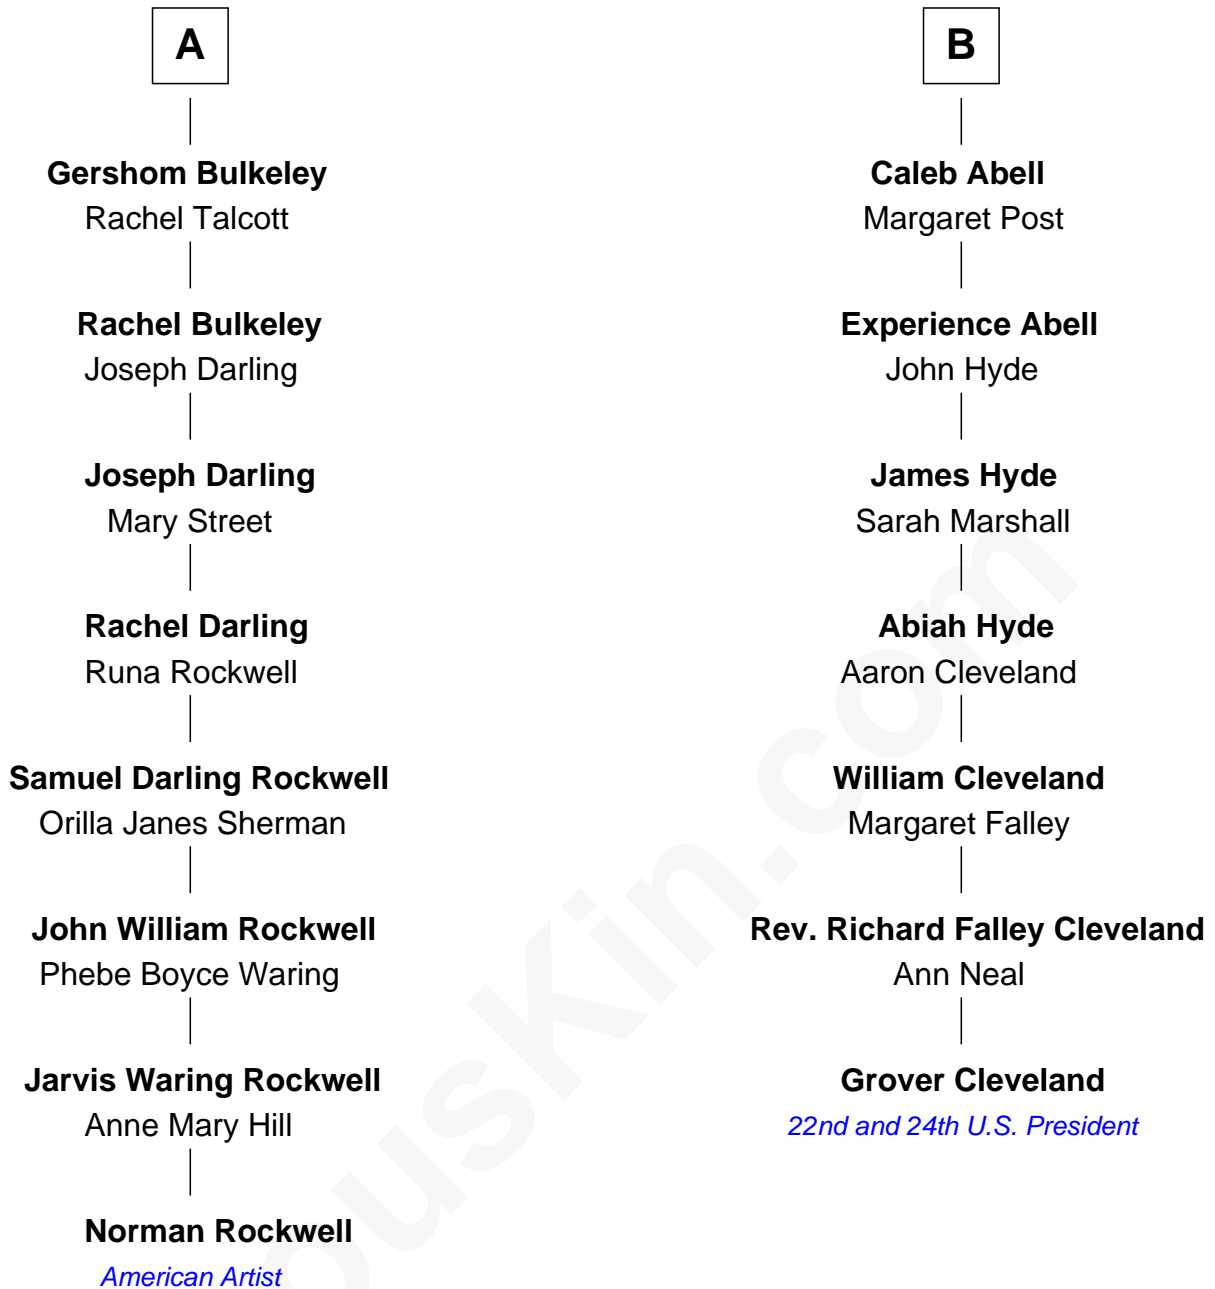 A
Gershom Bulkeley
Rachel Talcott
Rachel Bulkeley
Joseph Darling
Joseph Darling
Mary Street
Rachel Darling
Runa Rockwell
Samuel Darling Rockwell
Orilla Janes Sherman
John William Rockwell
Phebe Boyce Waring
Jarvis Waring Rockwell
Anne Mary Hill
Norman Rockwell
American Artist
B
Caleb Abell
Margaret Post
Experience Abell
John Hyde
James Hyde
Sarah Marshall
Abiah Hyde
Aaron Cleveland
William Cleveland
Margaret Falley
Rev. Richard Falley Cleveland
Ann Neal
Grover Cleveland
22nd and 24th U.S. President
ousKin.com